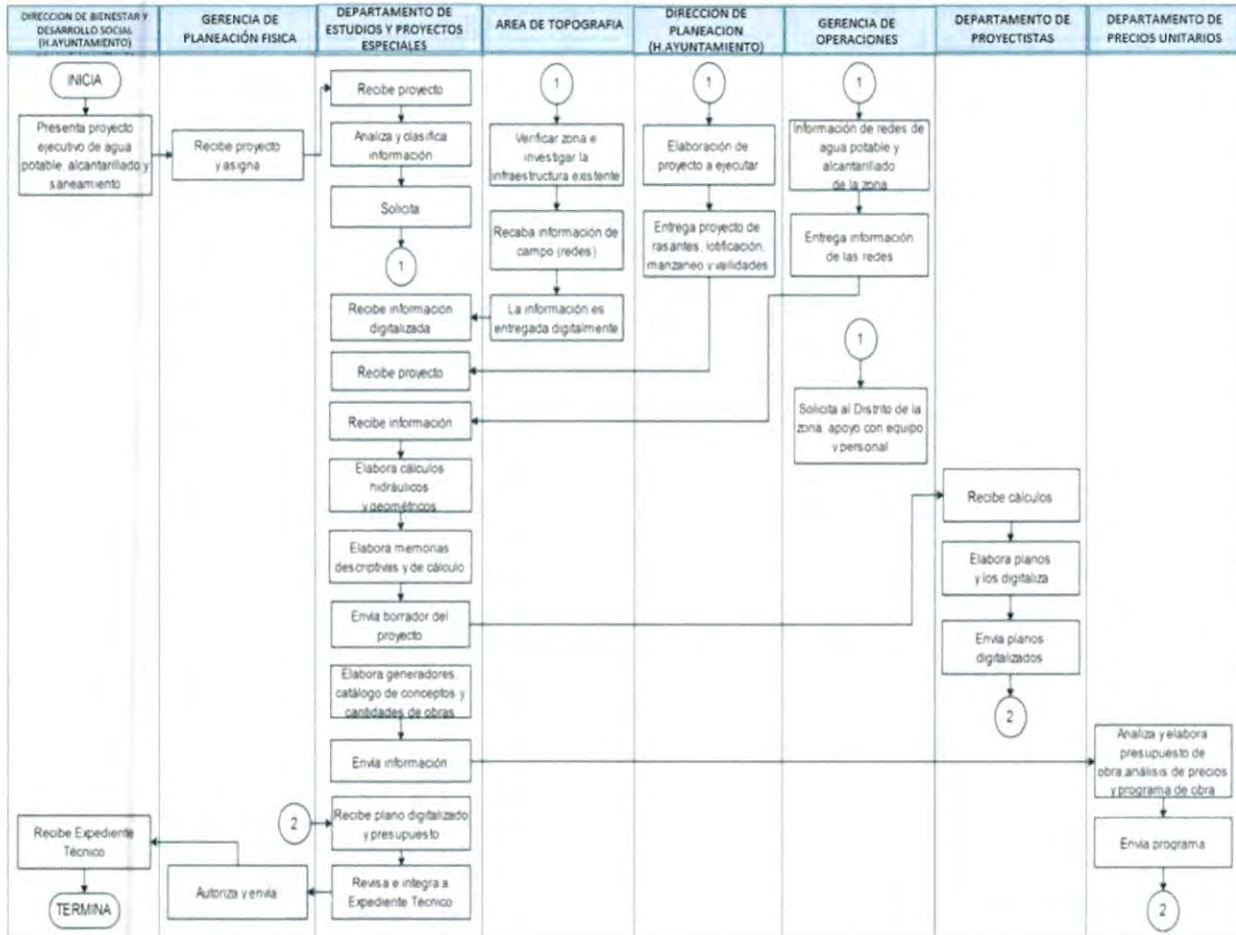 DIRECCION DE BIENESTAR Y
DESARROLLO SOCIAL
(H.AYUNTAMIENTO)
GERENCIA DE
PLANEACIÓN FISICA
DEPARTAMENTO DE
ESTUDIOS Y PROYECTOS
ESPECIALES
AREA DE TOPOGRAFIA
DIRECCION DE
PLANEACION
(H.AYUNTAMIENTO)
GERENCIA DE
OPERACIONES
DEPARTAMENTO DE
PROYECTISTAS
DEPARTAMENTO DE
PRECIOS UNITARIOS
INICIA
Presenta proyecto
ejecutivo de agua
potable, alcantarillado y
saneamiento
Recibe proyecto
y asigna
Recibe proyecto
Analiza y clasifica
información
Solicita
1
1
Verificar zona e
investigar la
infraestructura existente
Recaba información de
campo (redes)
La información es
entregada digitalmente
1
Elaboración de
proyecto a ejecutar
Entrega proyecto de
rasantes, lotificación,
manzaneo y vailidades
1
Información de redes de
agua potable y
alcantarillado
de la zona
Entrega información
de las redes
1
Solicita al Distrito de la
zona, apoyo con equipo
y personal
Recibe información
digitalizada
Recibe proyecto
Recibe información
Elabora cálculos
hidráulicos
y geométricos
Elabora memorias
descriptivas y de cálculo
Envia borrador del
proyecto
Recibe cálculos
Elabora planos
y los digitaliza
Envia planos
digitalizados
2
Elabora generadores,
catálogo de conceptos y
cantidades de obras
Envia información
Analiza y elabora
presupuesto de
obra,análisis de precios
y programa de obra
Envia programa
2
2
Recibe plano digitalizado
y presupuesto
Revisa e integra a
Expediente Técnico
Autoriza y envia
Recibe Expediente
Técnico
TERMINA